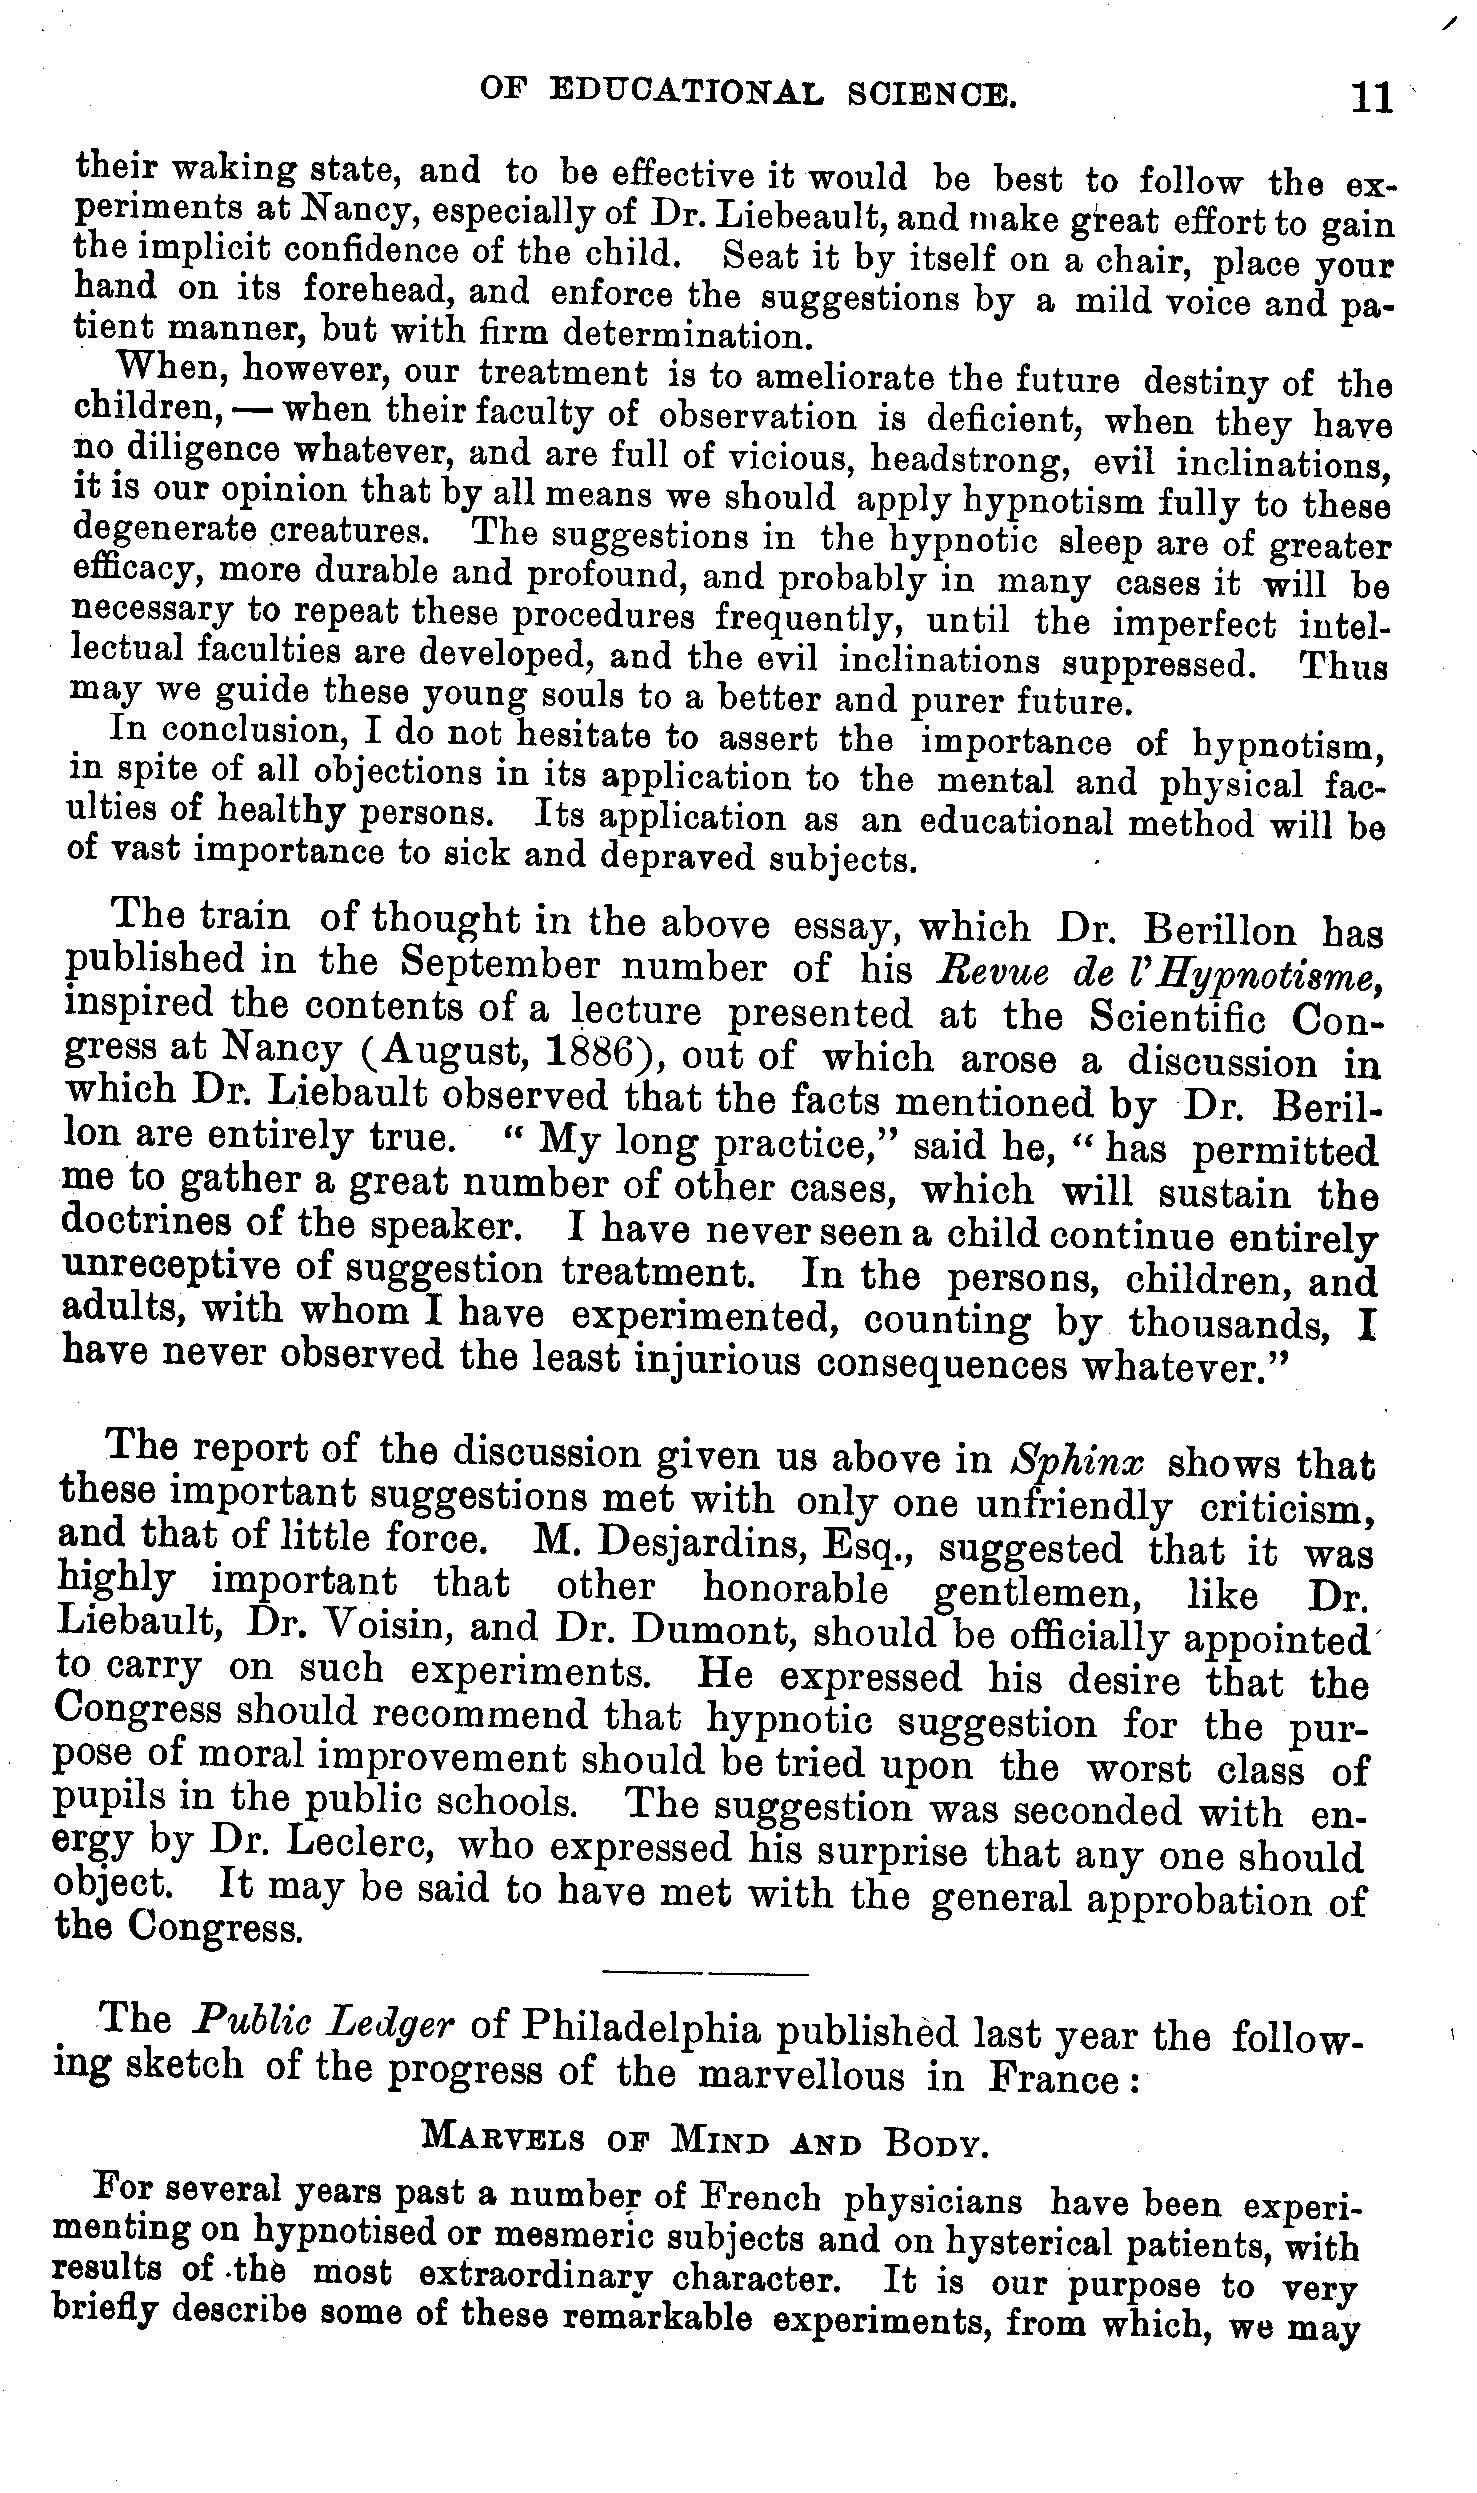 OF EDUCATIONAL SCIENCE. 11
their waking state, and to be effective it would be best to follow the ex-
periments at Nancy, especially of Dr. Liebeault, and make great effort to gain
the implicit confidence of the child. Seat it by itself on a chair, place your
hand on its forehead, and enforce the suggestions by a mild voice and pa-
tient manner, but with firm determination.
When, however, our treatment is to ameliorate the future destiny of the
children, — when their faculty of observation is deficient, when they have
no diligence whatever, and are full of vicious, headstrong, evil inclinations,
it is our opinion that by all means we should apply hypnotism fully to these
degenerate creatures. The suggestions in the hypnotic sleep are of greater
efficacy, more durable and profound, and probably in many cases it will be
necessary to repeat these procedures frequently, until the imperfect intel-
lectual faculties are developed, and the evil inclinations suppressed. Thus
may we guide these young souls to a better and purer future.
In conclusion, I do not hesitate to assert the importance of hypnotism,
in spite of all objections in its application to the mental and physical fac-
ulties of healthy persons. Its application as an educational method will be
of vast importance to sick and depraved subjects.
The train of thought in the above essay, which Dr. Berillon has
published in the September number of his Revue de l'Hypnotisme,
inspired the contents of a lecture presented at the Scientific Con-
gress at Nancy (August, 1886), out of which arose a discussion in
which Dr. Liebault observed that the facts mentioned by Dr. Beril-
lon are entirely true. "My long practice," said he, "has permitted
me to gather a great number of other cases, which will sustain the
doctrines of the speaker. I have never seen a child continue entirely
unreceptive of suggestion treatment. In the persons, children, and
adults, with whom I have experimented, counting by thousands, I
have never observed the least injurious consequences whatever."
The report of the discussion given us above in Sphinx shows that
these important suggestions met with only one unfriendly criticism,
and that of little force. M. Desjardins, Esq., suggested that it was
highly important that other honorable gentlemen, like Dr.
Liebault, Dr. Voisin, and Dr. Dumont, should be officially appointed
to carry on such experiments. He expressed his desire that the
Congress should recommend that hypnotic suggestion for the pur-
pose of moral improvement should be tried upon the worst class of
pupils in the public schools. The suggestion was seconded with en-
ergy by Dr. Leclerc, who expressed his surprise that any one should
object. It may be said to have met with the general approbation of
the Congress.
The Public Ledger of Philadelphia published last year the follow-
ing sketch of the progress of the marvellous in France:
MARVELS OF MIND AND BODY.
For several years past a number of French physicians have been experi-
menting on hypnotised or mesmeric subjects and on hysterical patients, with
results of the most extraordinary character. It is our purpose to very
briefly describe some of these remarkable experiments, from which, we may